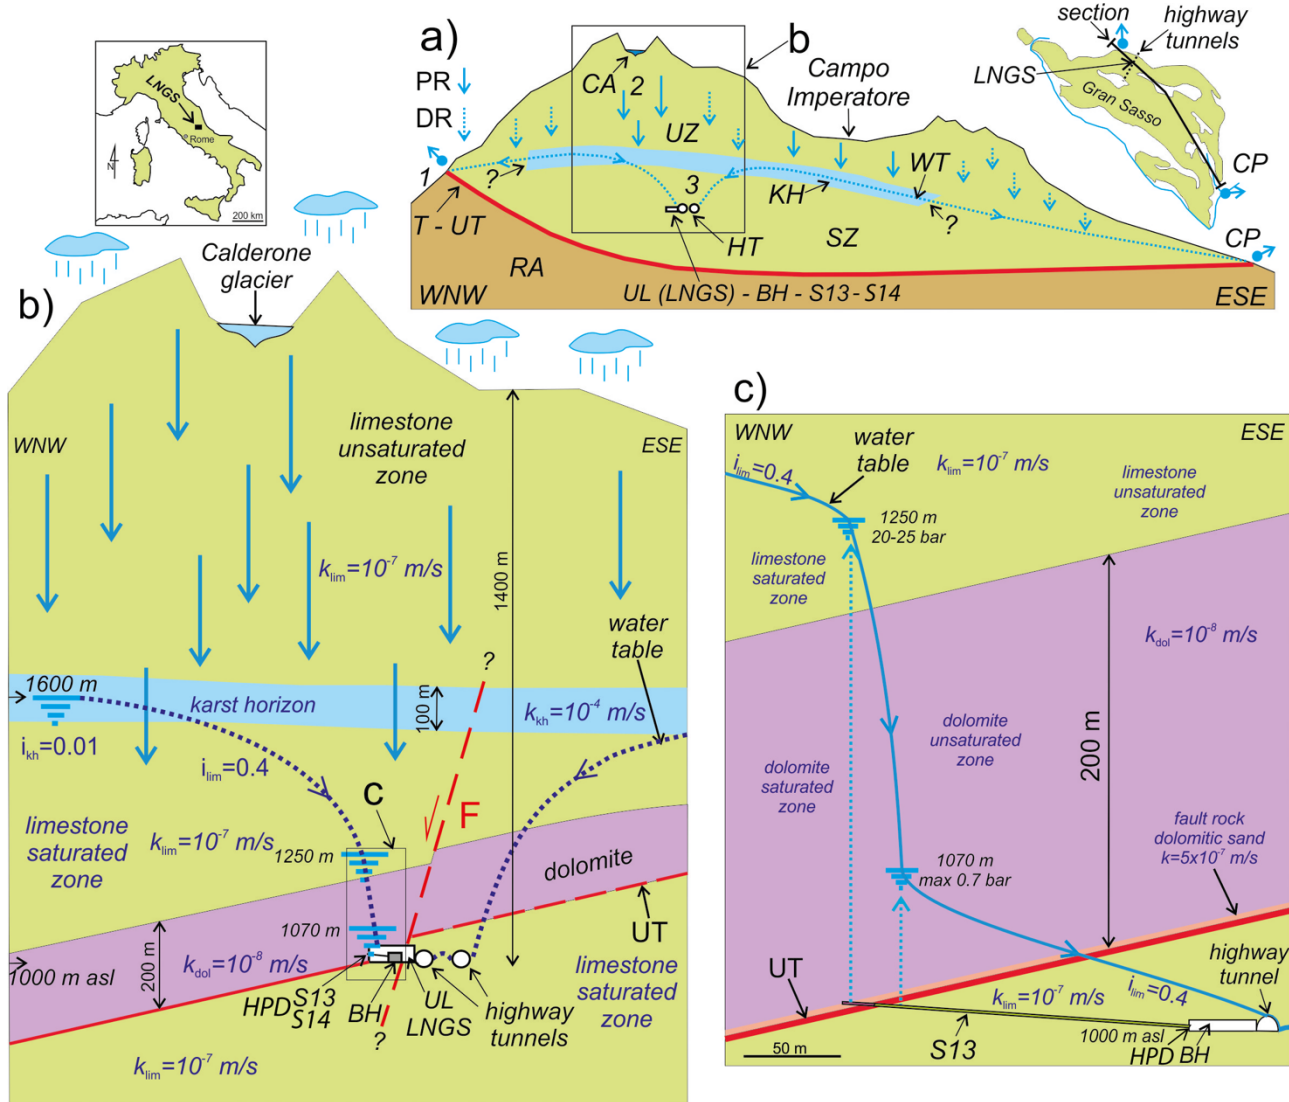 LNGS
Rome
N
200 km
a)
PR
DR
CA
2
UZ
b
Campo
Imperatore
1
?
3
KH
WT
?
T - UT
HT
SZ
RA
WNW
UL (LNGS) - BH - S13 - S14
ESE
CP
section
highway
tunnels
LNGS
Gran Sasso
CP
b)
Calderone
glacier
WNW
limestone
unsaturated
zone
ESE
klim=10-7 m/s
1400 m
water
table
?
1600 m
karst horizon
100 m
kkh=10-4 m/s
ikh=0.01
ilim=0.4
c
F
limestone
saturated
zone
klim=10-7 m/s
1250 m
dolomite
1070 m
UT
1000 m asl
200 m
kdol=10-8 m/s
limestone
saturated
zone
HPD
S13
S14
BH
UL
LNGS
highway
tunnels
?
klim=10-7 m/s
c)
WNW
water
table
ESE
ilim=0.4
klim=10-7 m/s
limestone
unsaturated
zone
1250 m
20-25 bar
limestone
saturated
zone
kdol=10-8 m/s
dolomite
unsaturated
zone
200 m
dolomite
saturated
zone
fault rock
dolomitic sand
k=5x10-7 m/s
1070 m
max 0.7 bar
UT
highway
tunnel
klim=10-7 m/s
ilim=0.4
S13
1000 m asl
HPD
BH
50 m